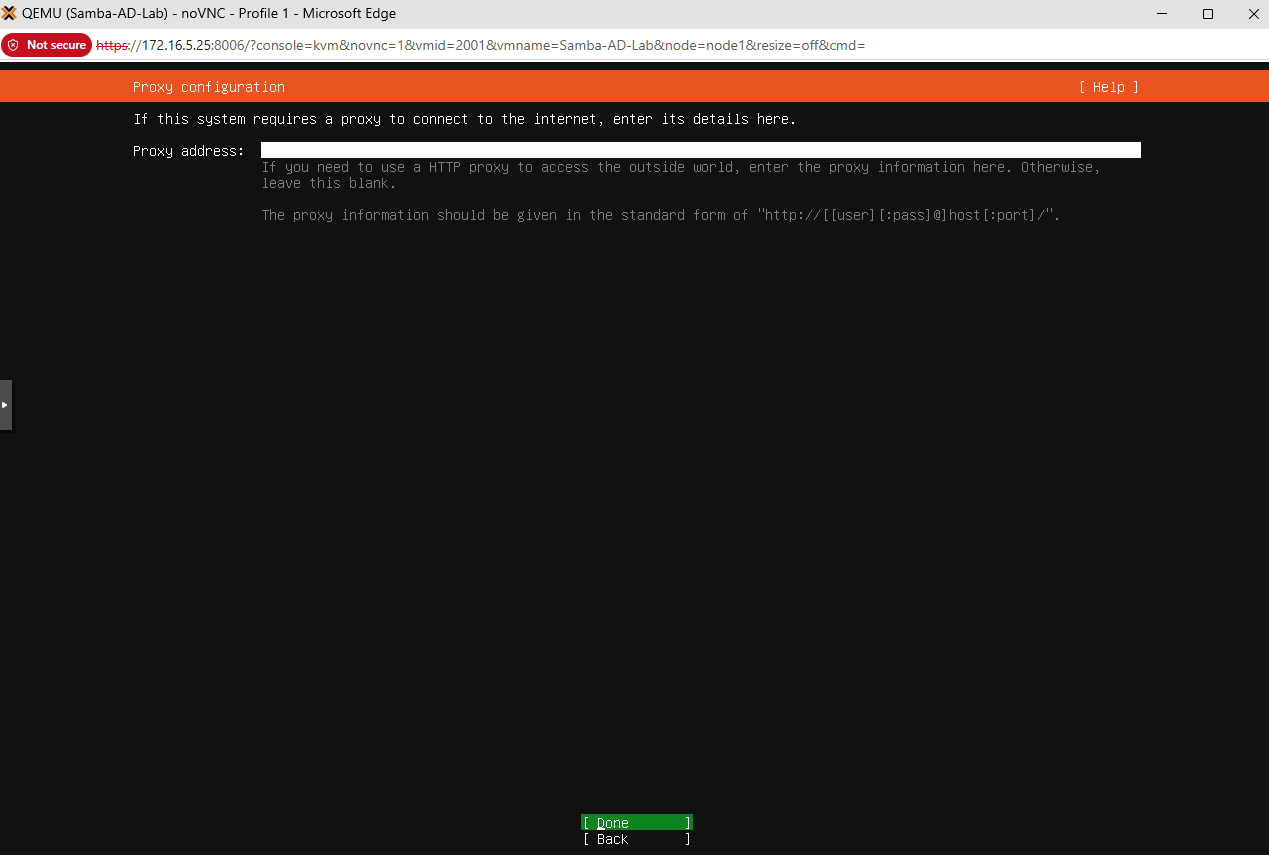 QEMU (Samba-AD-Lab) - noVNC - Profile 1 - Microsoft Edge
Not secure https://172.16.5.25:8006/?console=kvm&novnc=1&vmid=2001&vmname=Samba-AD-Lab&node=node1&resize=off&cmd=
Proxy configuration [ Help ]
If this system requires a proxy to connect to the internet, enter its details here.
Proxy address:
If you need to use a HTTP proxy to access the outside world, enter the proxy information here. Otherwise,
leave this blank.
The proxy information should be given in the standard form of "http://[[user][:pass]@]host[:port]/".
[ Done ]
[ Back ]